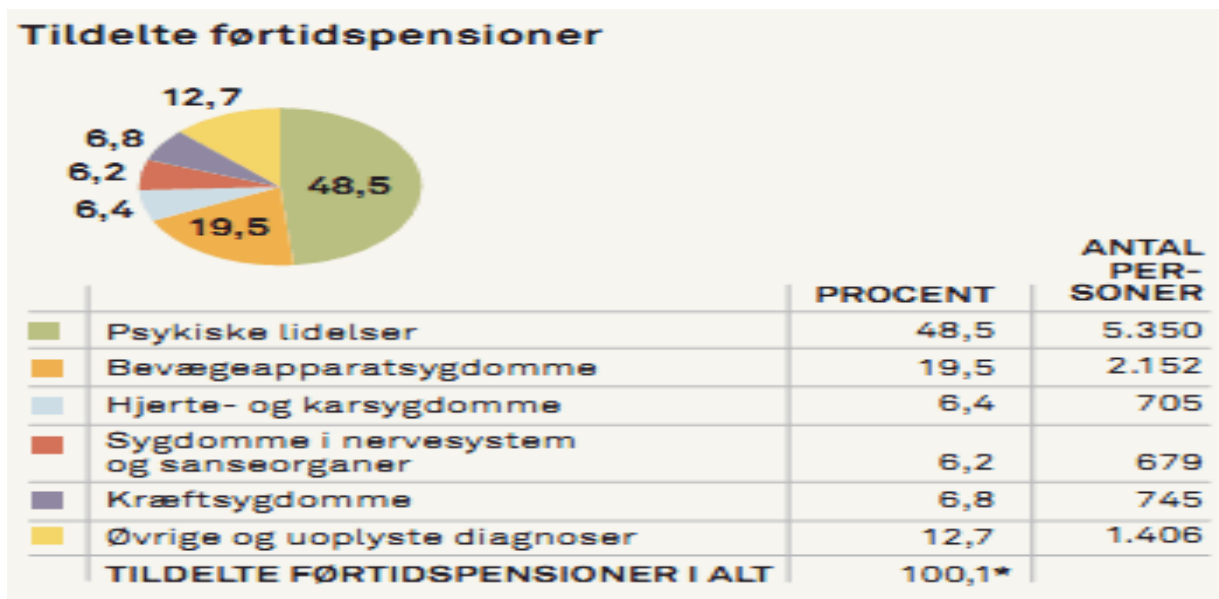 Tildelte førtidspensioner
12,7
6,8
6,2
6,4
19,5
48,5
ANTAL
PER-
PROCENT SONER
Psykiske lidelser 48,5 5.350
Bevægeapparatsygdomme 19,5 2.152
Hjerte- og karsygdomme 6,4 705
Sygdomme i nervesystem
og sanseorganer 6,2 679
Kræftsygdomme 6,8 745
Øvrige og uoplyste diagnoser 12,7 1.406
TILDELTE FØRTIDSPENSIONER I ALT 100,1*